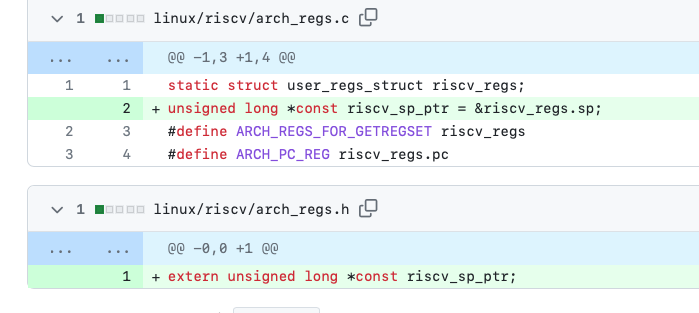 1 linux/riscv/arch_regs.c
... ... @@ -1,3 +1,4 @@
1 1 static struct user_regs_struct riscv_regs;
2 + unsigned long *const riscv_sp_ptr = &riscv_regs.sp;
2 3 #define ARCH_REGS_FOR_GETREGSET riscv_regs
3 4 #define ARCH_PC_REG riscv_regs.pc
1 linux/riscv/arch_regs.h
... ... @@ -0,0 +1 @@
1 + extern unsigned long *const riscv_sp_ptr;